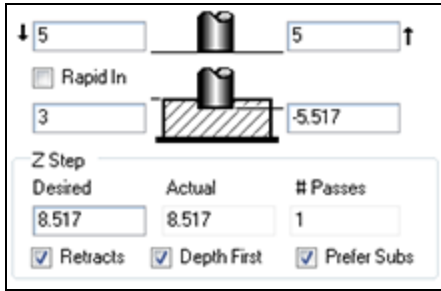 5 5
Rapid In
3 -5.517
Z Step
Desired Actual # Passes
8.517 8.517 1
Retracts Depth First Prefer Subs